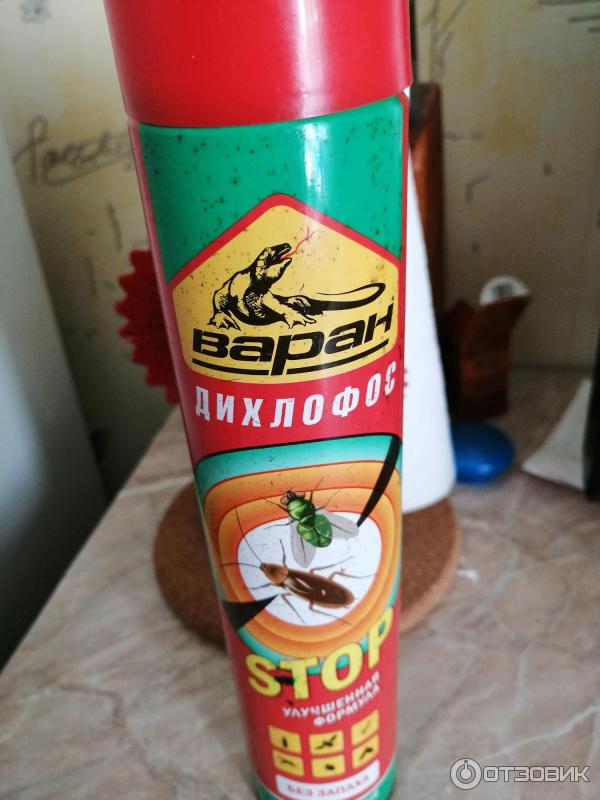 Варан
ДИХЛОФОС
STOP
УЛУЧШЕННАЯ
ФОРМУЛА
БЕЗ ЗАПАХА
ОТЗОВИК